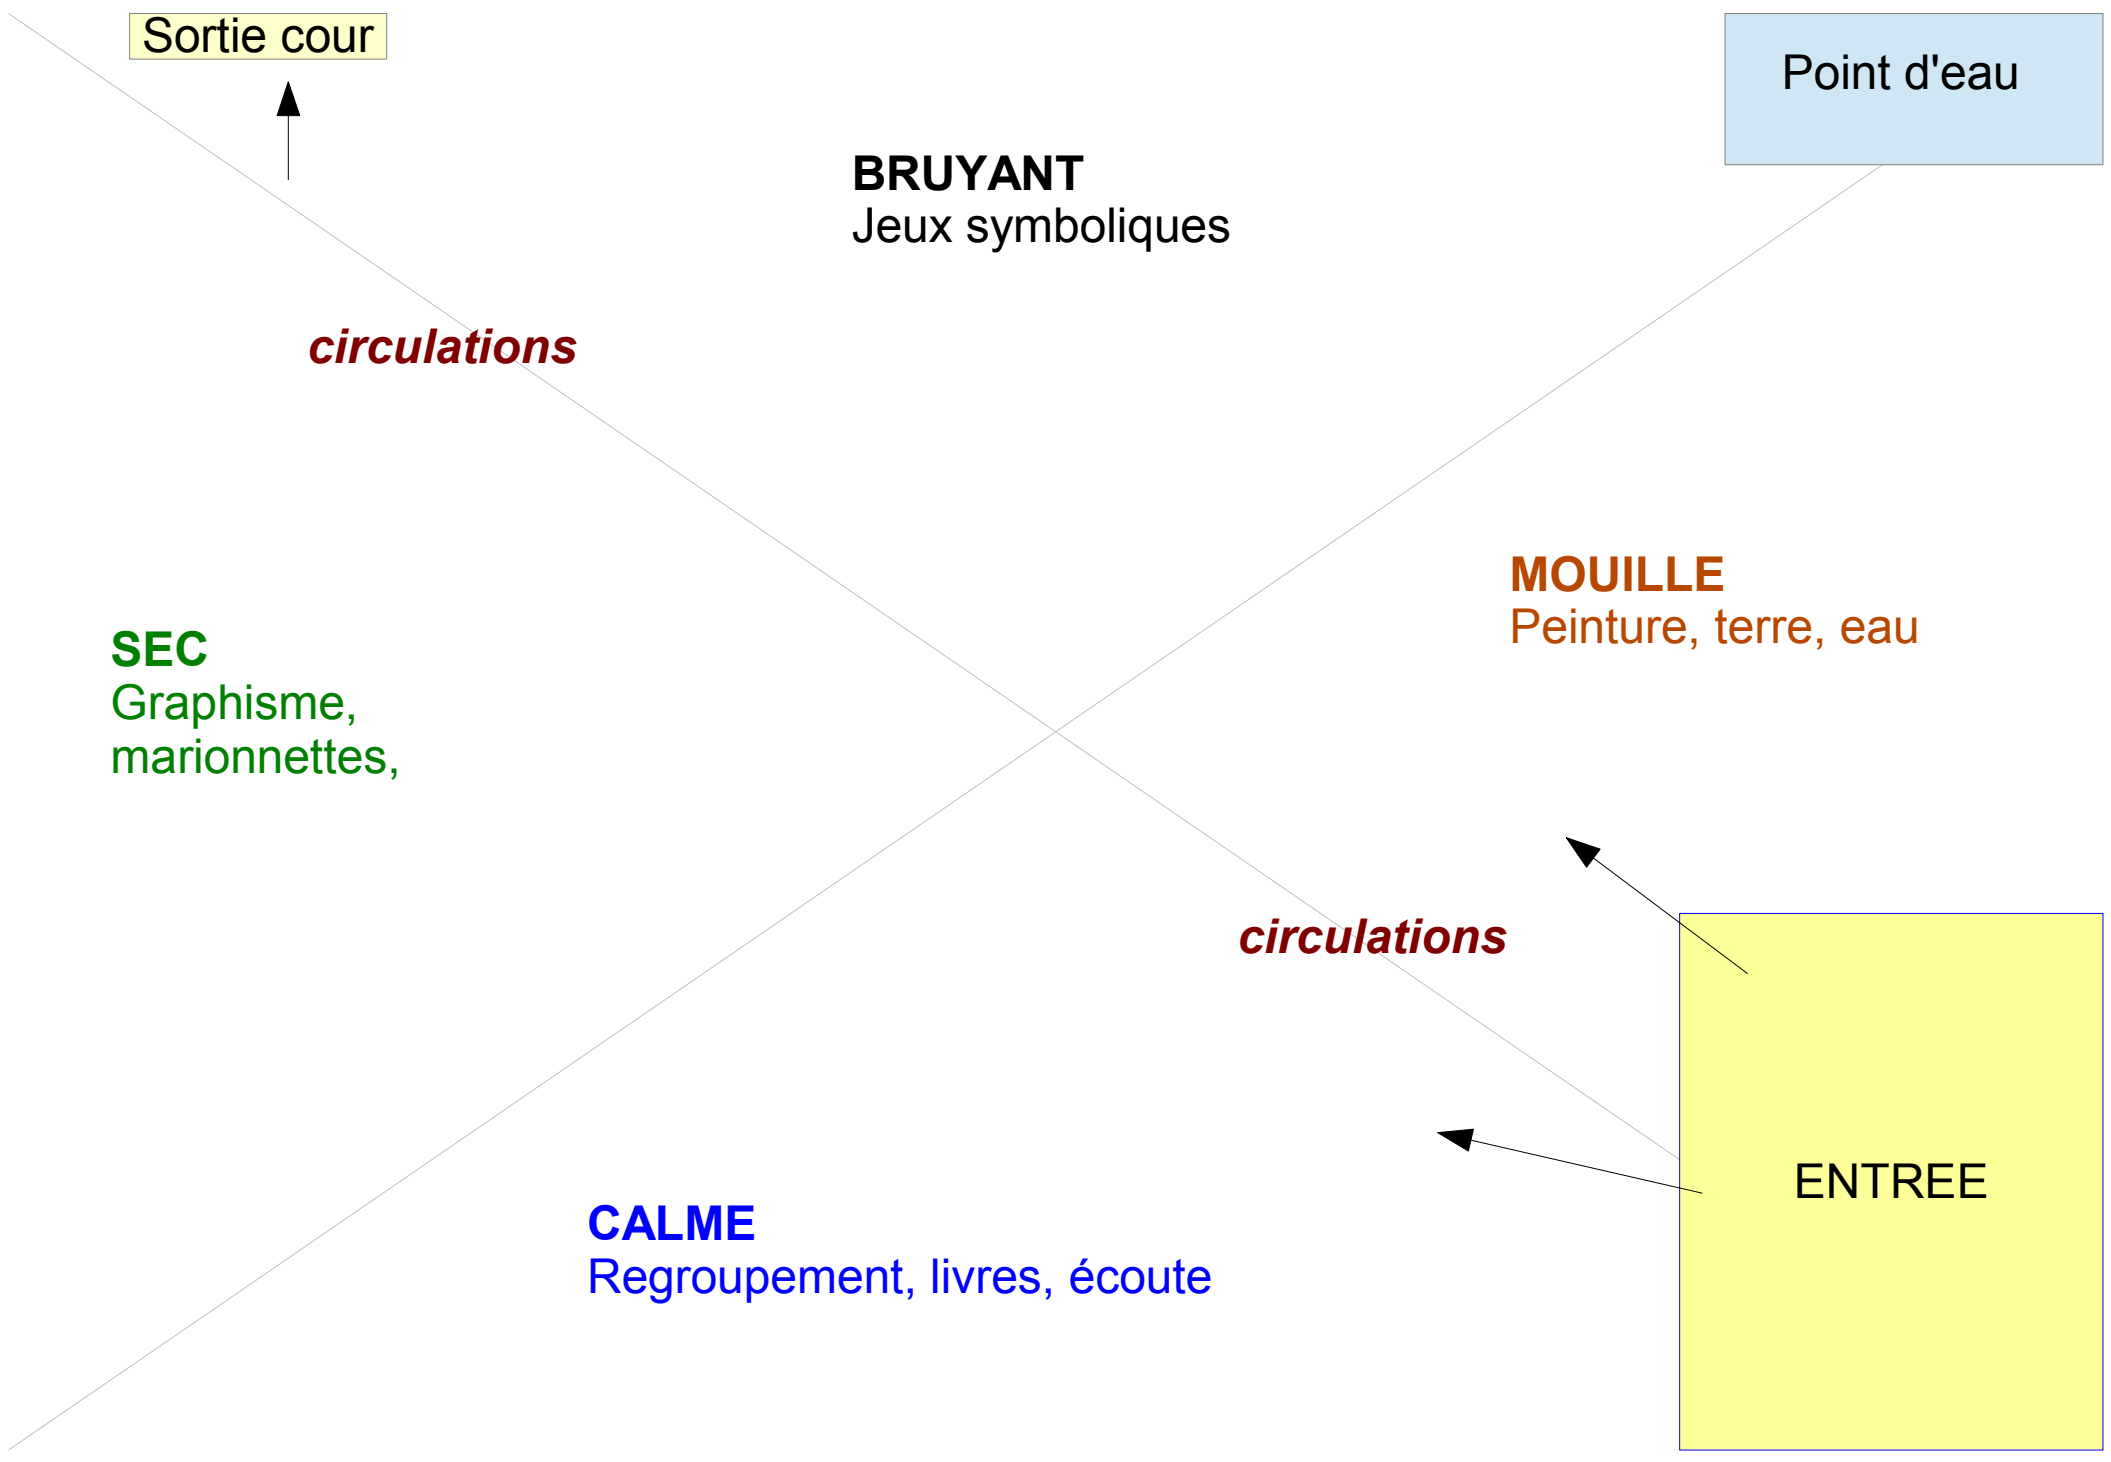 Sortie cour
Point d'eau
BRUYANT
Jeux symboliques
circulations
MOUILLE
Peinture, terre, eau
SEC
Graphisme,
marionnettes,
circulations
ENTREE
CALME
Regroupement, livres, écoute